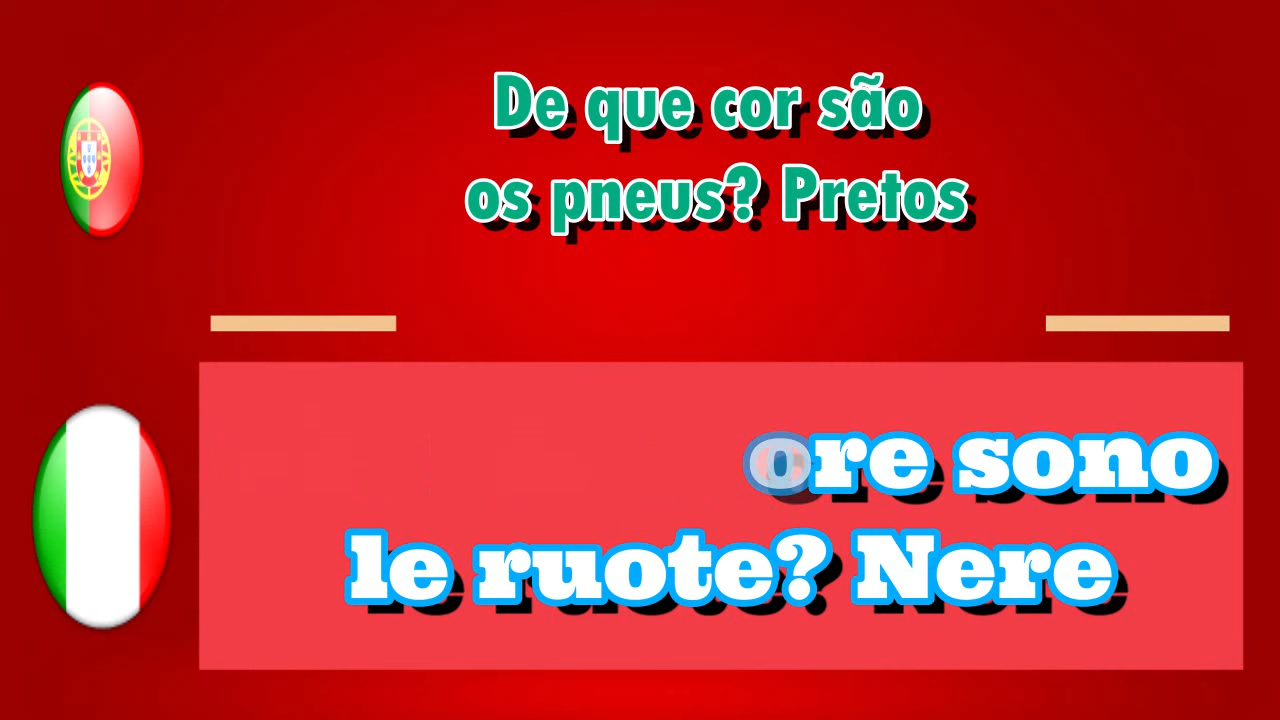 De que cor são
os pneus? Pretos
ore sono
le ruote? Nere